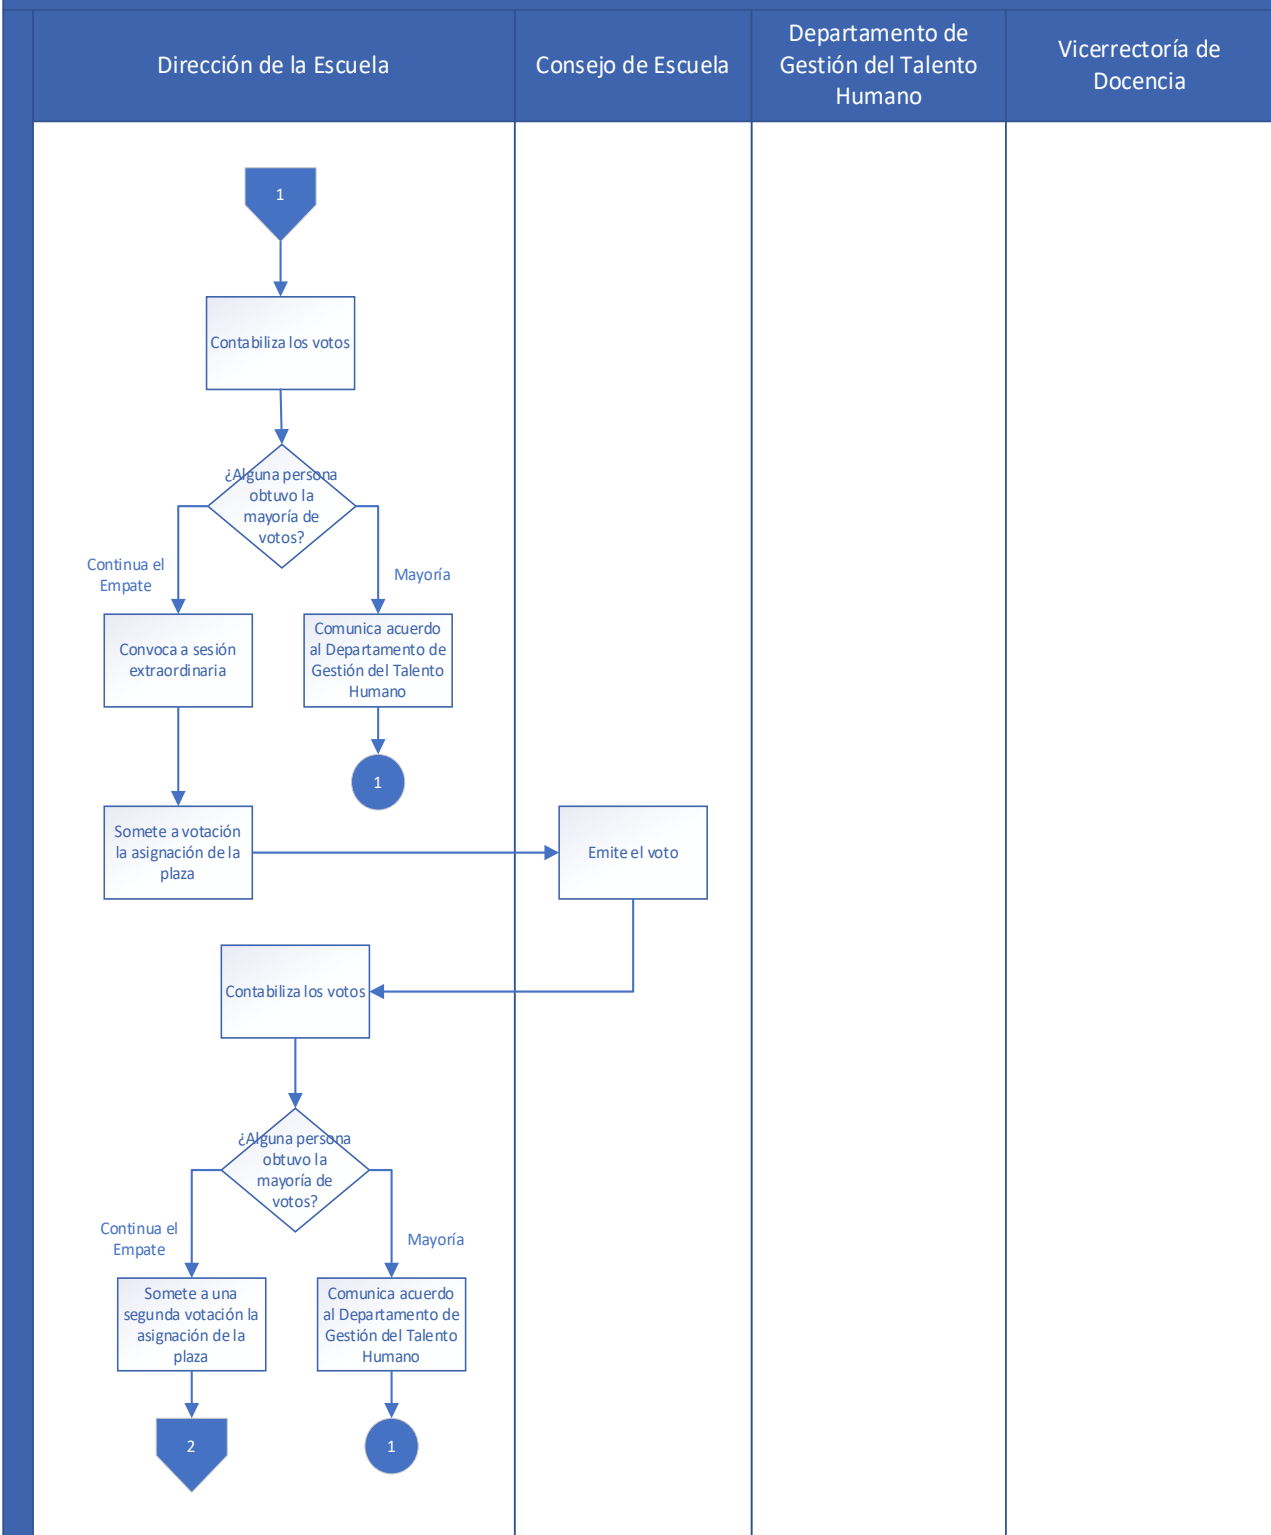 Dirección de la Escuela
Consejo de Escuela
Departamento de
Gestión del Talento
Humano
Vicerrectoría de
Docencia
1
Contabiliza los votos
¿Alguna persona
obtuvo la
mayoría de
votos?
Continua el
Empate
Mayoría
Convoca a sesión
extraordinaria
Comunica acuerdo
al Departamento de
Gestión del Talento
Humano
1
Somete a votación
la asignación de la
plaza
Emite el voto
Contabiliza los votos
¿Alguna persona
obtuvo la
mayoría de
votos?
Continua el
Empate
Mayoría
Somete a una
segunda votación la
asignación de la
plaza
Comunica acuerdo
al Departamento de
Gestión del Talento
Humano
2
1